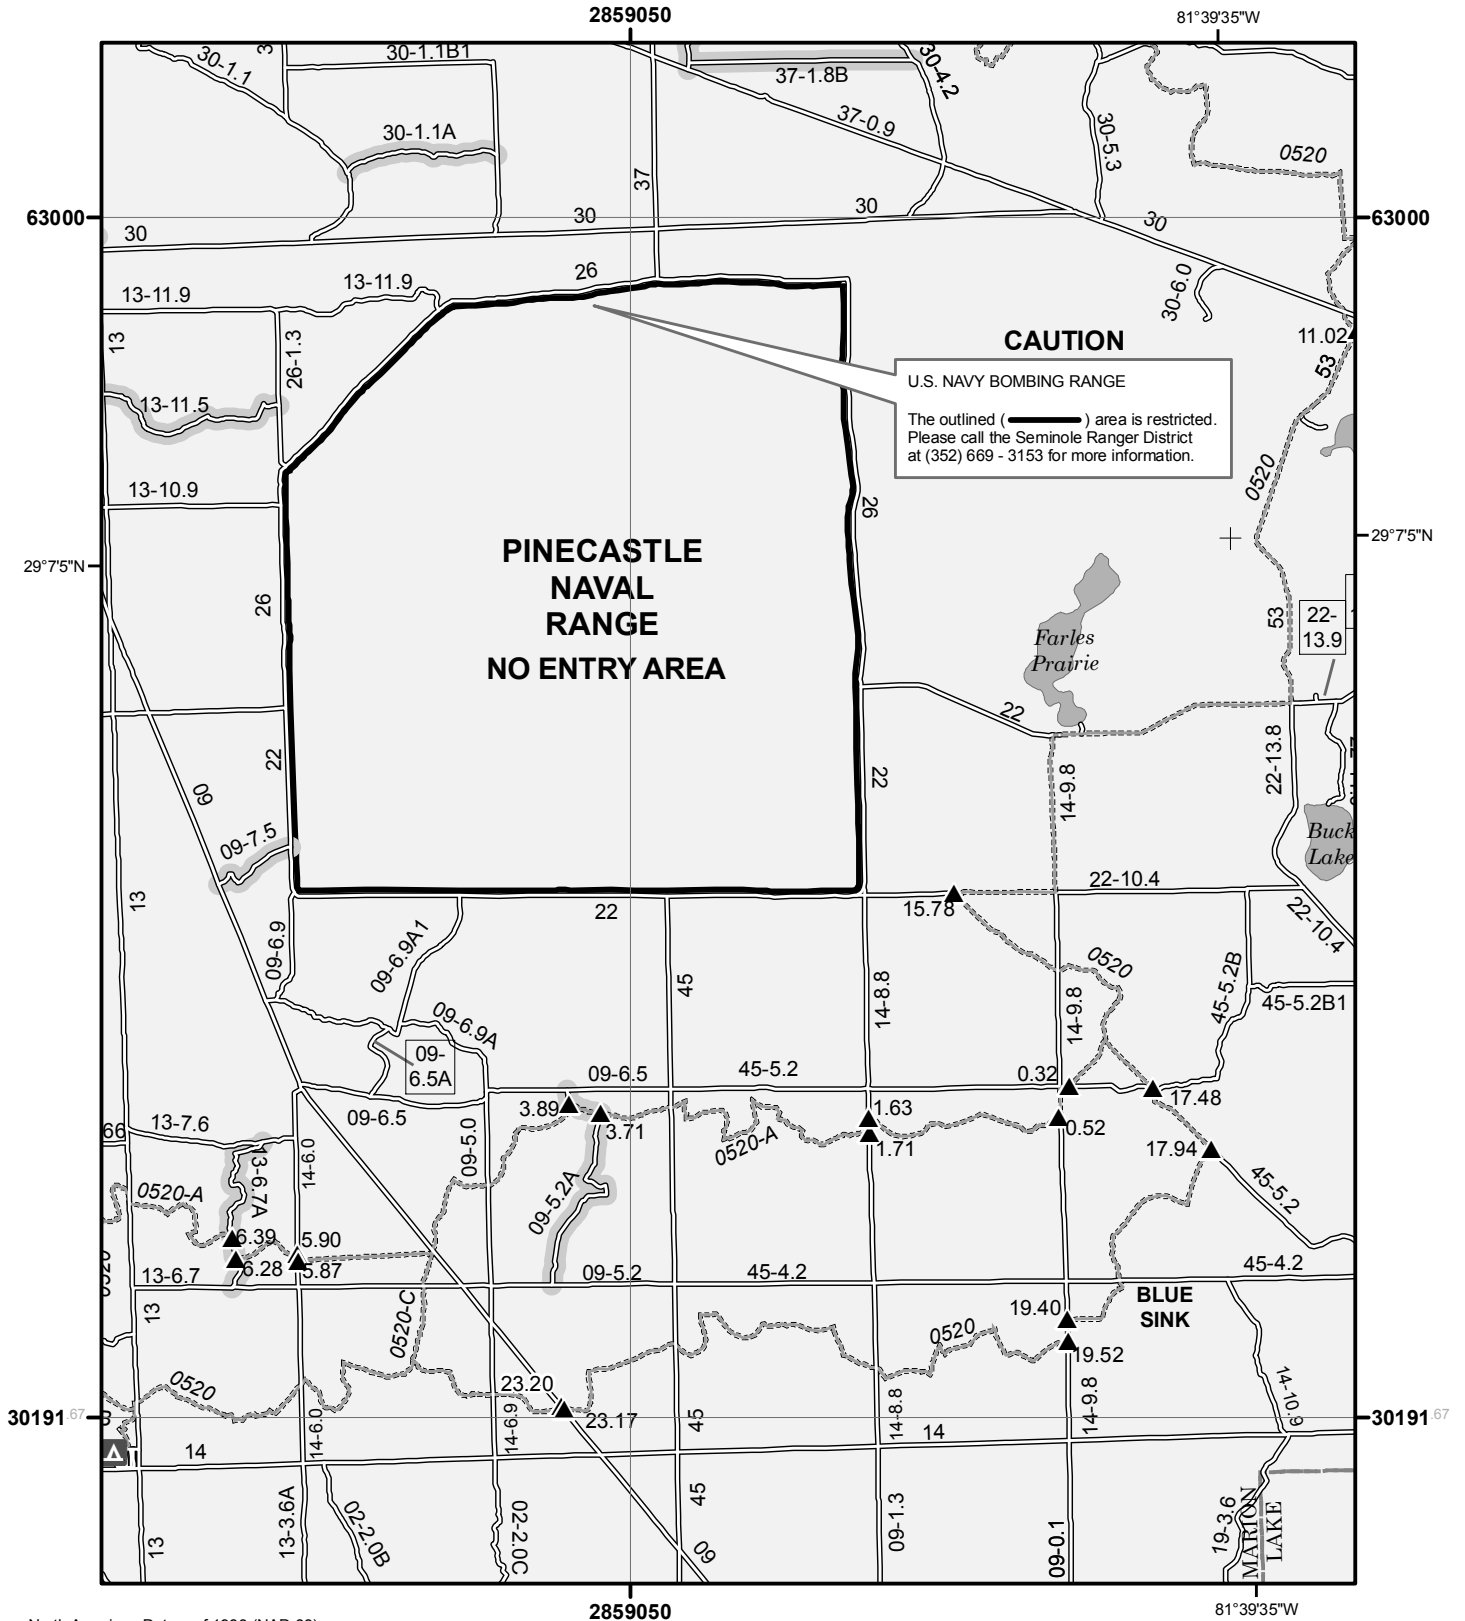 2859050
81°39'35"W
30-1.1
30-1.1B1
37-1.8B
30-4.2
30-1.1A
37-0.9
30-5.3
0520
37
63000
63000
30
30
30
30
13-11.9
13-11.9
26
30-6.0
13
26-1.3
CAUTION
11.02
53
U.S. NAVY BOMBING RANGE
The outlined ( ) area is restricted.
Please call the Seminole Ranger District
at (352) 669 - 3153 for more information.
13-11.5
13-10.9
0520
26
29°7'5"N
29°7'5"N
PINECASTLE
NAVAL
RANGE
NO ENTRY AREA
26
53
22-
13.9
Farles
Prairie
22
22
22
14-9.8
22-13.8
09
09-7.5
Buck
Lake
13
22-10.4
15.78
22
22-10.4
09-6.9
09-6.9A1
45
14-8.8
0520
14-9.8
45-5.2B
45-5.2B1
09-6.9A
09-
6.5A
09-6.5
45-5.2
0.32
17.48
09-6.5
3.89
3.71
1.63
1.71
0.52
66
13-7.6
09-5.0
0520-A
17.94
14-6.0
13-6.7A
0520-A
09-5.2A
45-5.2
6.39
5.90
6.28
5.87
0520
13-6.7
09-5.2
45-4.2
45-4.2
BLUE
SINK
13
0520-C
19.40
0520
19.52
0520
23.20
23.17
14-10.9
30191.67
30191.67
14-6.0
14-6.9
45
14-8.8
14-9.8
14
14
45
13
13-3.6A
02-2.0B
02-2.0C
09
09-1.3
09-0.1
19-3.6
MARION
LAKE
2859050
81°39'35"W